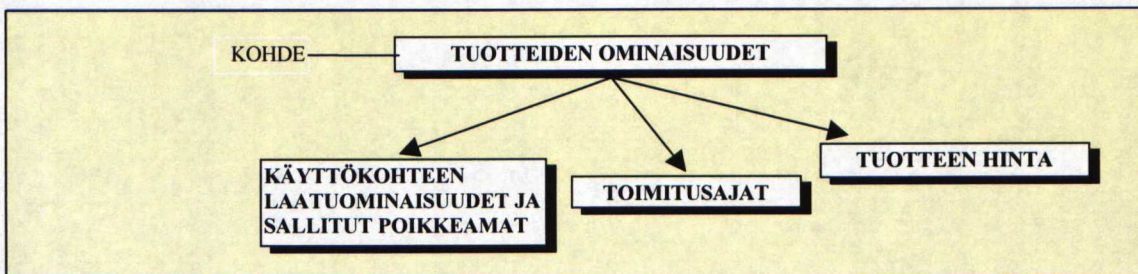 KOHDE
TUOTTEIDEN OMINAISUUDET
KÄYTTÖKOHTEEN
LAATUOMINAISUUDET JA
SALLITUT POIKKEAMAT
TOIMITUSAJAT
TUOTTEEN HINTA